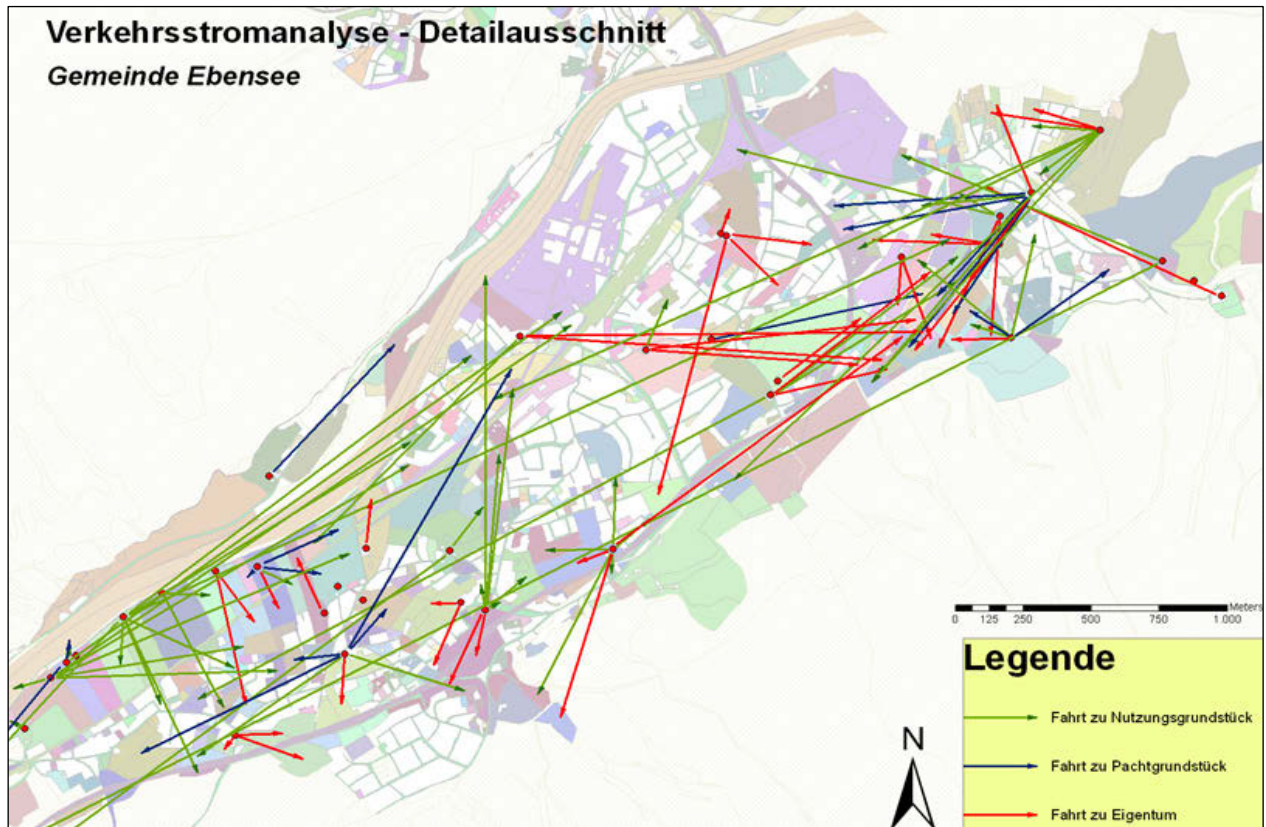 Verkehrsstromanalyse - Detailausschnitt
Gemeinde Ebensee
Meters
0 125 250 500 750 1.000
Legende
Fahrt zu Nutzungsgrundstück
N
Fahrt zu Pachtgrundstück
Fahrt zu Eigentum